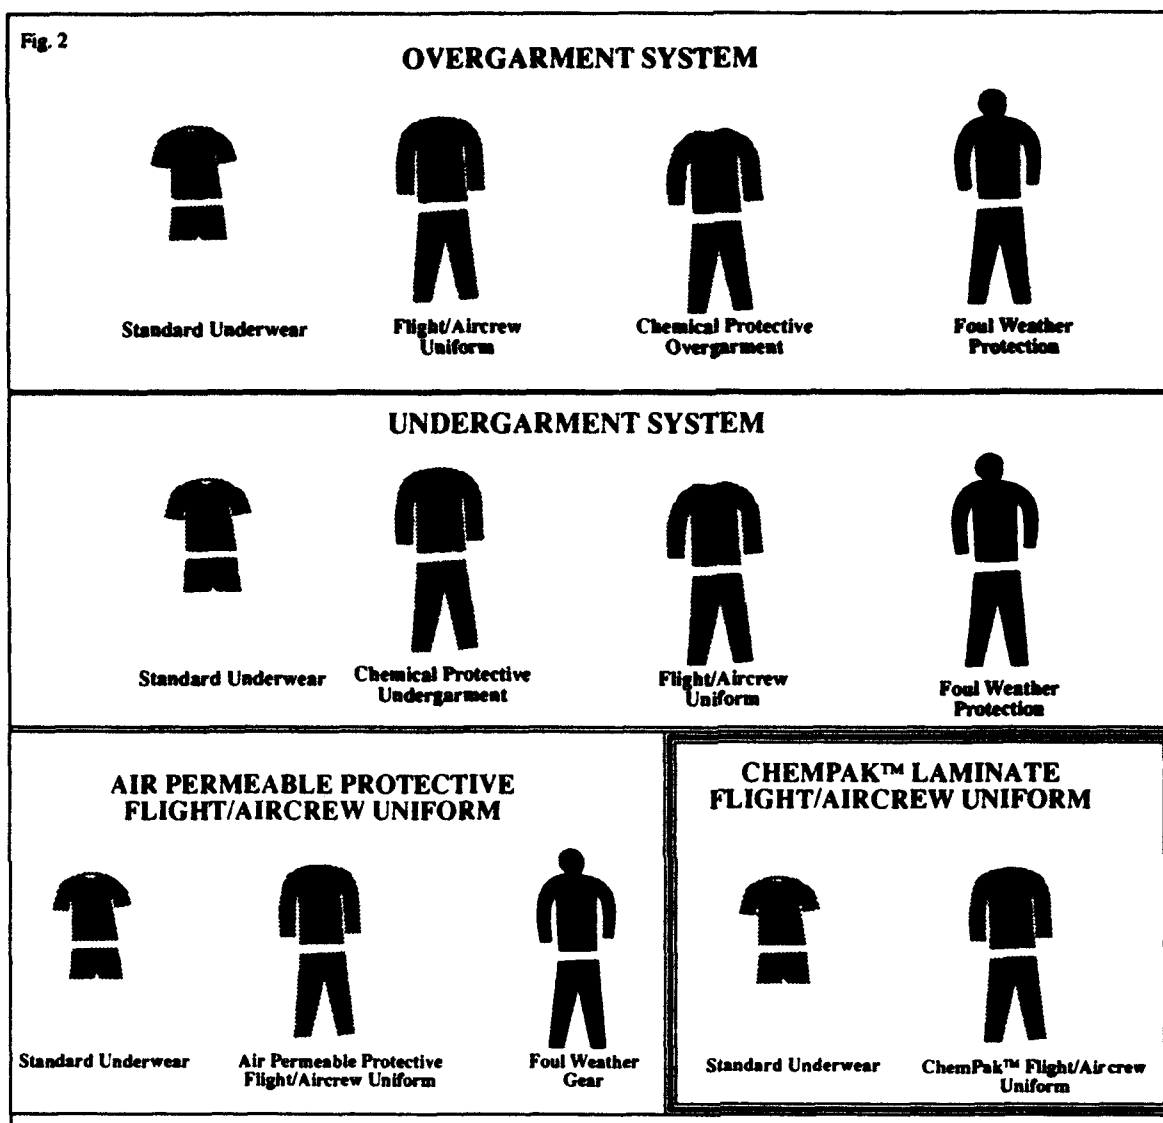 Fig. 2
OVERGARMENT SYSTEM
Standard Underwear
Flight/Aircrew
Uniform
Chemical Protective
Overgarment
Foul Weather
Protection
UNDERGARMENT SYSTEM
Standard Underwear
Chemical Protective
Undergarment
Flight/Aircrew
Uniform
Foul Weather
Protection
AIR PERMEABLE PROTECTIVE
FLIGHT/AIRCREW UNIFORM
Standard Underwear
Air Permeable Protective
Flight/Aircrew Uniform
Foul Weather
Gear
CHEMPAK™ LAMINATE
FLIGHT/AIRCREW UNIFORM
Standard Underwear
ChemPak™ Flight/Aircrew
Uniform